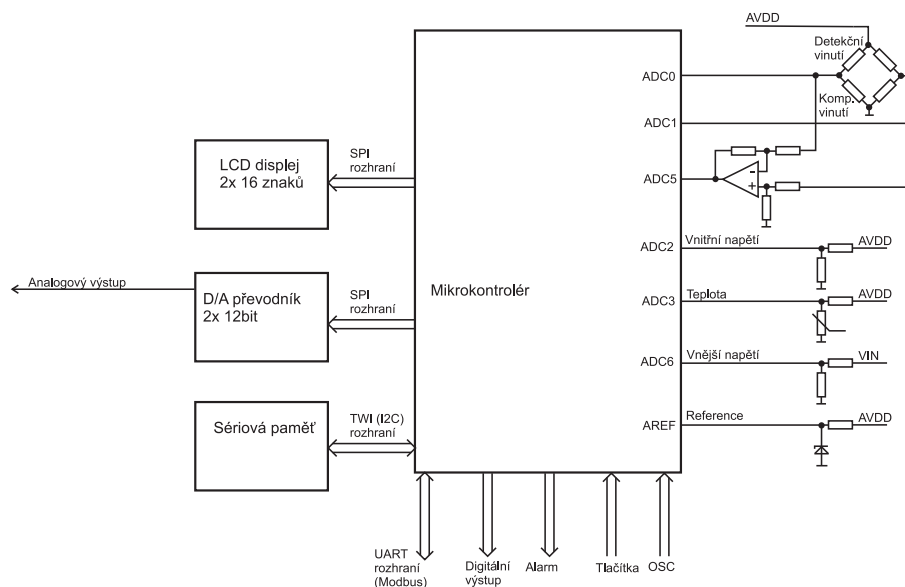 AVDD
Detekční
vinutí
ADC0
Komp.
vinutí
ADC1
LCD displej
2x 16 znaků
SPI
rozhraní
-
+
ADC5
ADC2
Vnitřní napětí
AVDD
Analogový výstup
D/A převodník
2x 12bit
SPI
rozhraní
Mikrokontrolér
ADC3
Teplota
AVDD
ADC6
Vnější napětí
VIN
Sériová paměť
TWI (I2C)
rozhraní
AREF
Reference
AVDD
UART
rozhraní
(Modbus)
Digitální
výstup
Alarm
Tlačítka
OSC